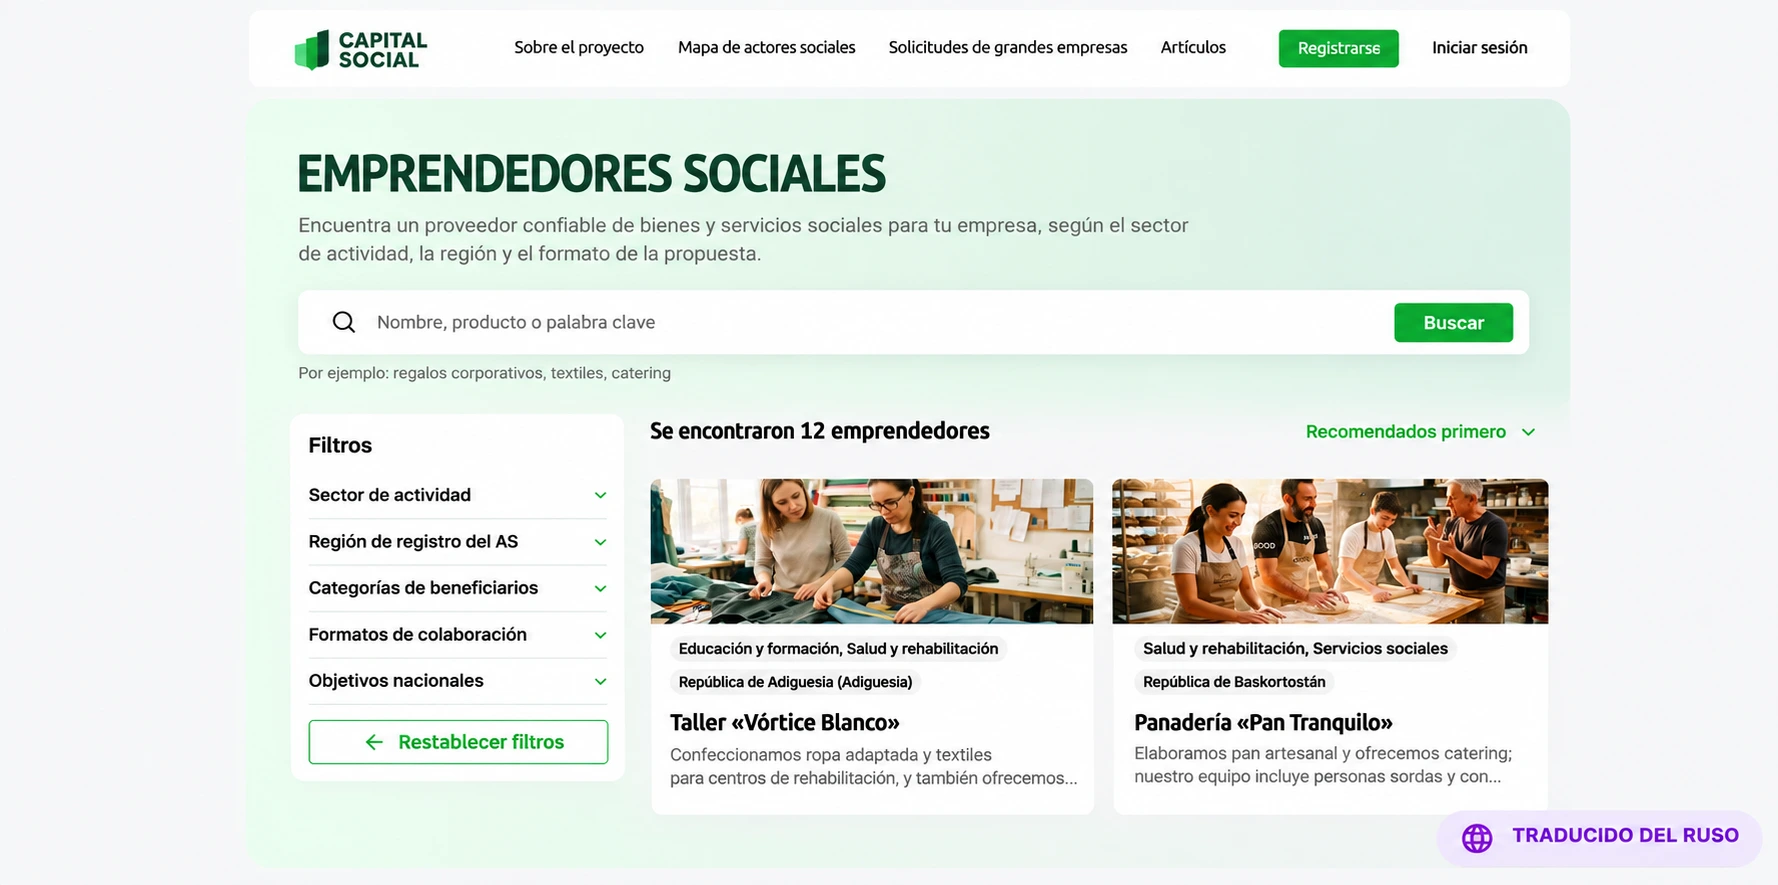 CAPITAL
SOCIAL
Sobre el proyecto
Mapa de actores sociales
Solicitudes de grandes empresas
Artículos
Registrarse
Iniciar sesión
EMPRENDEDORES SOCIALES
Encuentra un proveedor confiable de bienes y servicios sociales para tu empresa, según el sector
de actividad, la región y el formato de la propuesta.
Nombre, producto o palabra clave
Buscar
Por ejemplo: regalos corporativos, textiles, catering
Filtros
Sector de actividad
Región de registro del AS
Categorías de beneficiarios
Formatos de colaboración
Objetivos nacionales
Restablecer filtros
Se encontraron 12 emprendedores
Recomendados primero
Educación y formación, Salud y rehabilitación
República de Adiguesia (Adiguesia)
Taller «Vórtice Blanco»
Confeccionamos ropa adaptada y textiles
para centros de rehabilitación, y también ofrecemos...
GOOD
Salud y rehabilitación, Servicios sociales
República de Baskortostán
Panadería «Pan Tranquilo»
Elaboramos pan artesanal y ofrecemos catering;
nuestro equipo incluye personas sordas y con...
TRADUCIDO DEL RUSO